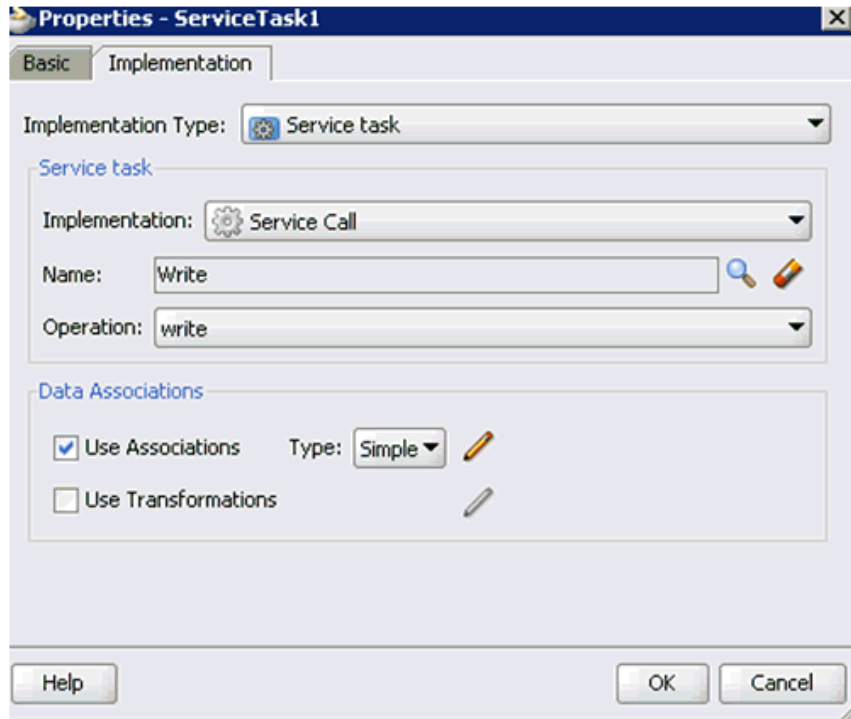 Properties - ServiceTask1
Basic Implementation
Implementation Type: Service task
Service task
Implementation: Service Call
Name: Write
Operation: write
Data Associations
Use Associations Type: Simple
Use Transformations
Help OK Cancel